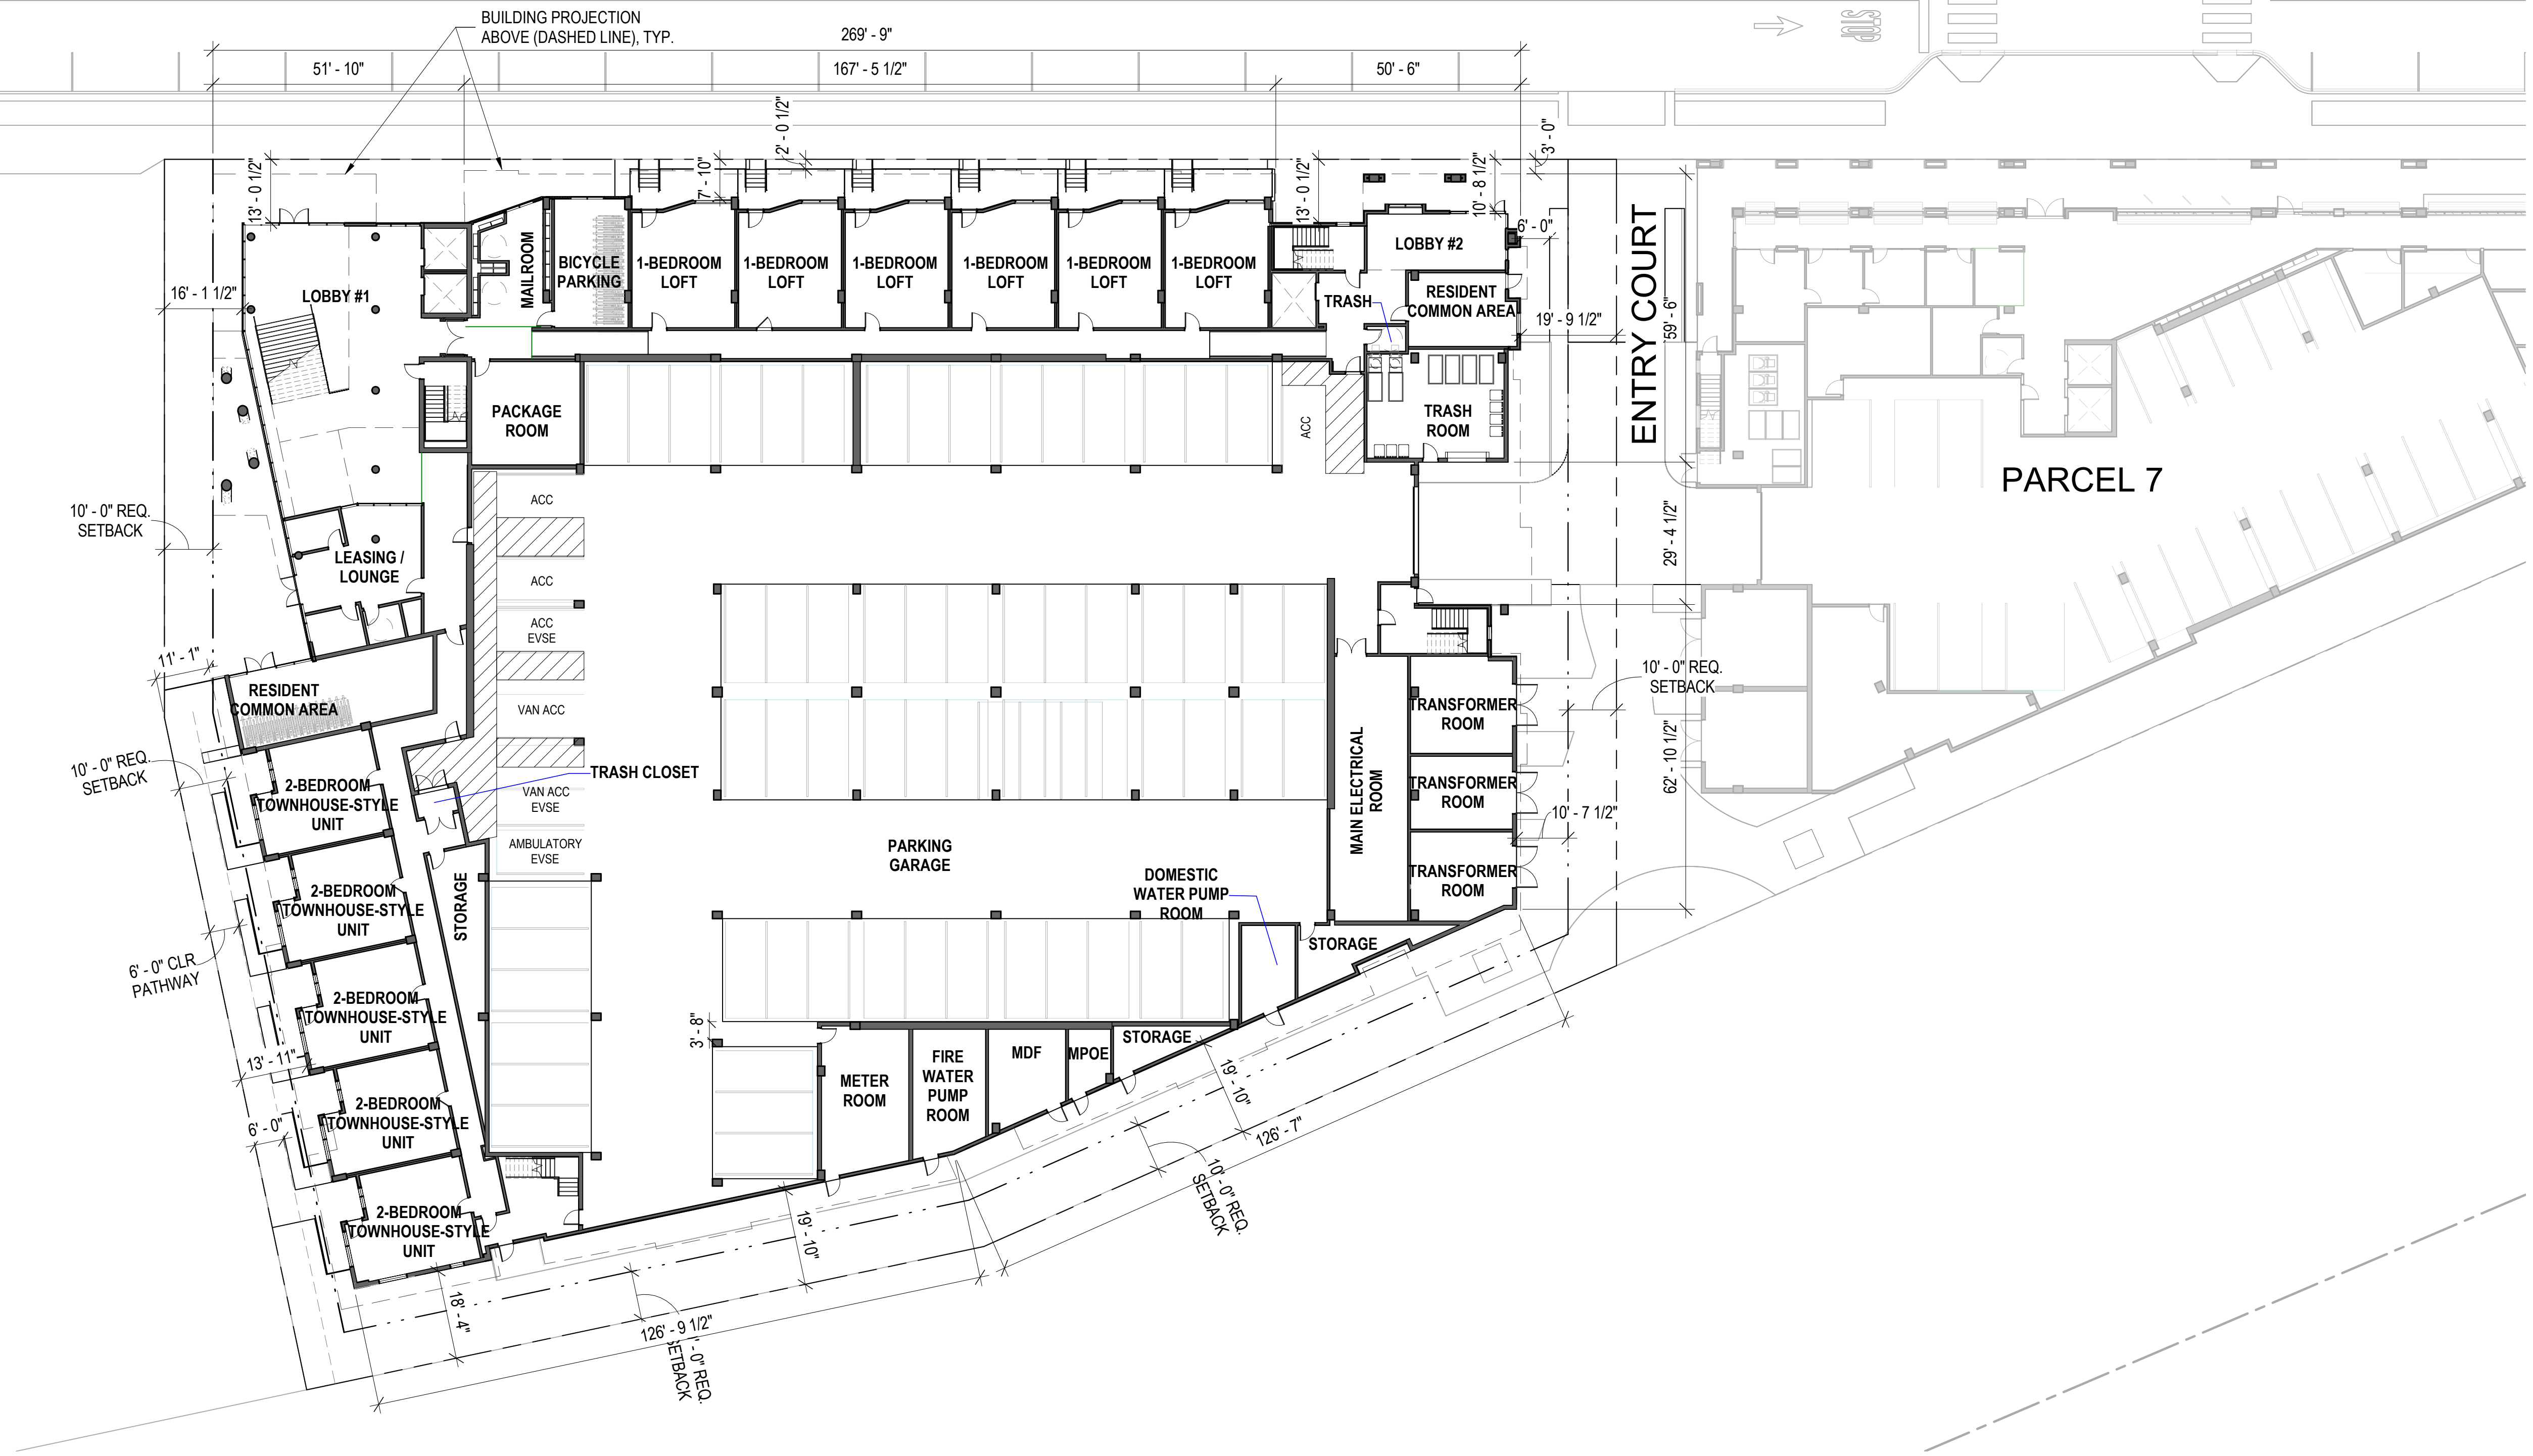 BUILDING PROJECTION
ABOVE (DASHED LINE), TYP.
STOP
269' - 9"
51' - 10"
167' - 5 1/2"
50' - 6"
2' - 0 1/2"
3' - 0"
13' - 0 1/2"
7' - 10"
13' - 0 1/2"
10' - 8 1/2"
6' - 0"
16' - 1 1/2"
LOBBY #1
MAILROOM
BICYCLE
PARKING
1-BEDROOM
LOFT
1-BEDROOM
LOFT
1-BEDROOM
LOFT
1-BEDROOM
LOFT
1-BEDROOM
LOFT
1-BEDROOM
LOFT
LOBBY #2
TRASH
RESIDENT
COMMON AREA
19' - 9 1/2"
ENTRY COURT
59' - 6"
PACKAGE
ROOM
ACC
TRASH
ROOM
PARCEL 7
10' - 0" REQ.
SETBACK
LEASING /
LOUNGE
ACC
ACC
ACC
EVSE
VAN ACC
VAN ACC
EVSE
AMBULATORY
EVSE
29' - 4 1/2"
11' - 1"
RESIDENT
COMMON AREA
10' - 0" REQ.
SETBACK
TRASH CLOSET
10' - 0" REQ.
SETBACK
TRANSFORMER
ROOM
TRANSFORMER
ROOM
TRANSFORMER
ROOM
MAIN ELECTRICAL
ROOM
62' - 10 1/2"
10' - 7 1/2"
2-BEDROOM
TOWNHOUSE-STYLE
UNIT
2-BEDROOM
TOWNHOUSE-STYLE
UNIT
2-BEDROOM
TOWNHOUSE-STYLE
UNIT
2-BEDROOM
TOWNHOUSE-STYLE
UNIT
2-BEDROOM
TOWNHOUSE-STYLE
UNIT
STORAGE
PARKING
GARAGE
DOMESTIC
WATER PUMP
ROOM
STORAGE
6' - 0" CLR
PATHWAY
13' - 11"
6' - 0"
3' - 8"
METER
ROOM
FIRE
WATER
PUMP
ROOM
MDF
MPOE
STORAGE
19' - 10"
126' - 7"
10' - 0" REQ.
SETBACK
19' - 10"
18' - 4"
126' - 9 1/2"
' - 0" REQ.
SETBACK